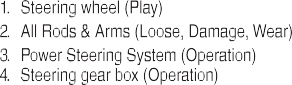 1. Steering wheel (Play)
2. All Rods & Arms (Loose, Damage, Wear)
3. Power Steering System (Operation)
4. Steering gear box (Operation)